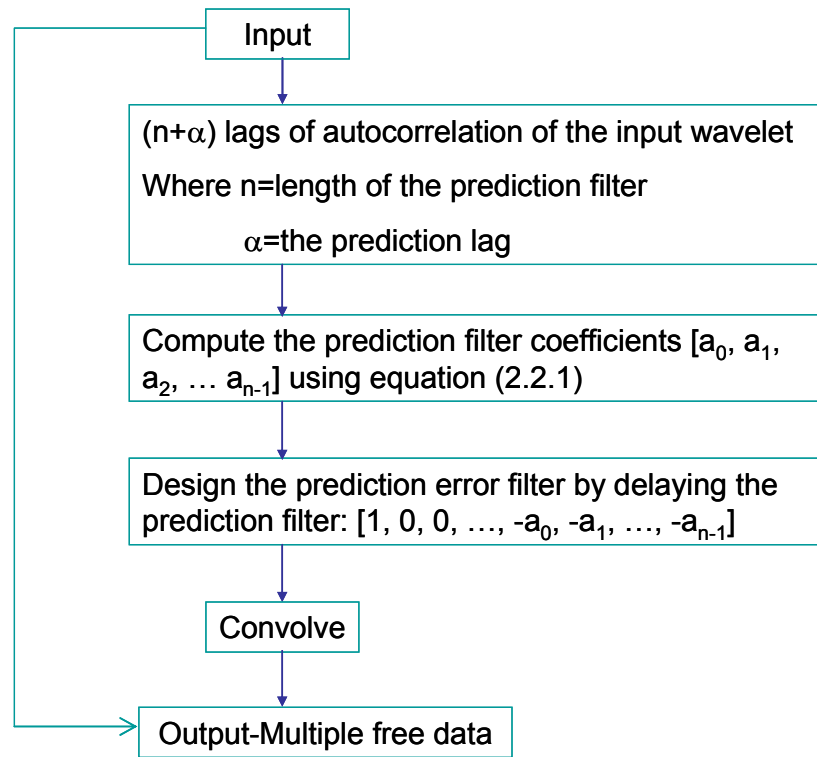 Input
(n+α) lags of autocorrelation of the input wavelet
Where n=length of the prediction filter
α=the prediction lag
Compute the prediction filter coefficients [a₀, a₁,
a₂, … aₙ₋₁] using equation (2.2.1)
Design the prediction error filter by delaying the
prediction filter: [1, 0, 0, …, -a₀, -a₁, …, -aₙ₋₁]
Convolve
Output-Multiple free data